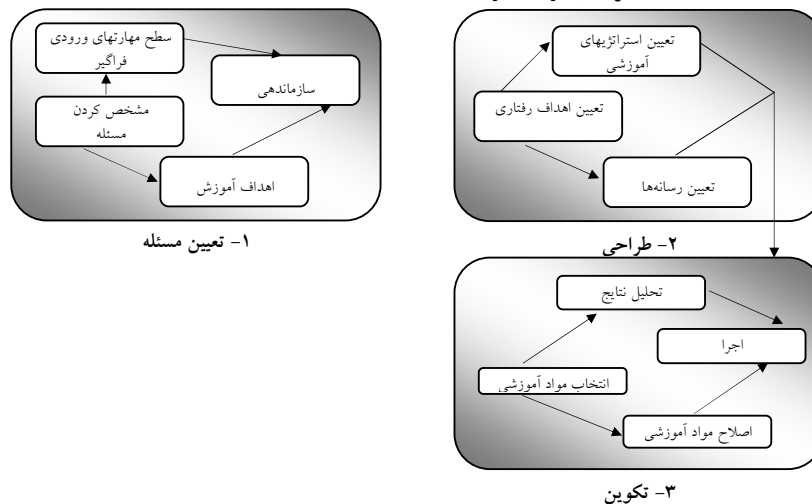 سطح مهارتهای ورودی
فراگیر
سازماندهی
مشخص کردن
مسئله
اهداف آموزش
۱- تعیین مسئله
تعیین استراتژیهای
آموزشی
تعیین اهداف رفتاری
تعیین رسانه‌ها
۲- طراحی
تحلیل نتایج
اجرا
انتخاب مواد آموزشی
اصلاح مواد آموزشی
۳- تکوین